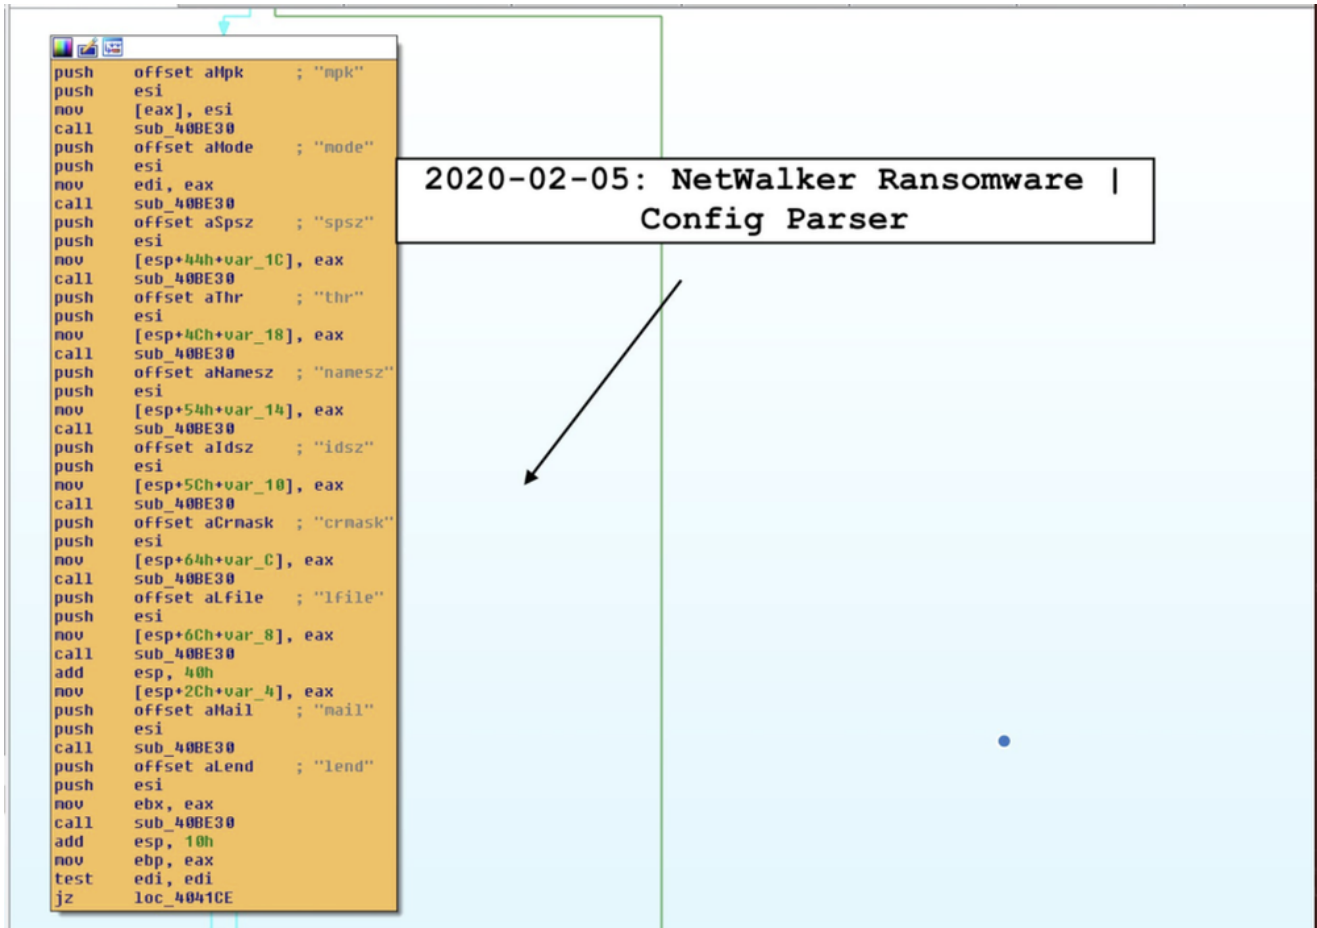 push offset aMpk ; "mpk"
push esi
mov [eax], esi
call sub_40BE30
push offset aMode ; "mode"
push esi
mov edi, eax
call sub_40BE30
push offset aSpsz ; "spsz"
push esi
mov [esp+44h+var_1C], eax
call sub_40BE30
push offset aThr ; "thr"
push esi
mov [esp+4Ch+var_18], eax
call sub_40BE30
push offset aNamesz ; "namesz"
push esi
mov [esp+54h+var_14], eax
call sub_40BE30
push offset aIdsz ; "idsz"
push esi
mov [esp+5Ch+var_10], eax
call sub_40BE30
push offset aCrmask ; "crmask"
push esi
mov [esp+64h+var_C], eax
call sub_40BE30
push offset aLfile ; "lfile"
push esi
mov [esp+6Ch+var_8], eax
call sub_40BE30
add esp, 40h
mov [esp+2Ch+var_4], eax
push offset aMail ; "mail"
push esi
call sub_40BE30
push offset aLend ; "lend"
push esi
mov ebx, eax
call sub_40BE30
add esp, 10h
mov ebp, eax
test edi, edi
jz loc_4041CE
2020-02-05: NetWalker Ransomware |
Config Parser